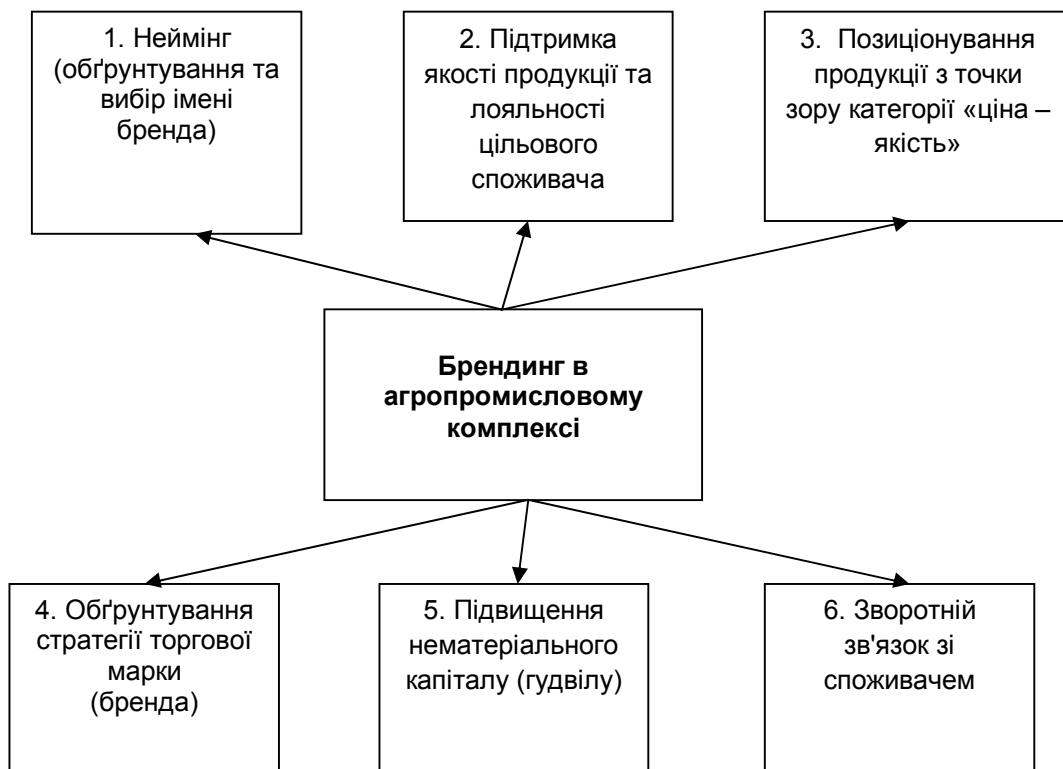 1. Неймінг
(обґрунтування та
вибір імені
бренда)
2. Підтримка
якості продукції та
лояльності
цільового
споживача
3. Позиціонування
продукції з точки
зору категорії «ціна –
якість»
Брендинг в
агропромисловому
комплексі
4. Обґрунтування
стратегії торгової
марки
(бренда)
5. Підвищення
нематеріального
капіталу (гудвілу)
6. Зворотній
зв'язок зі
споживачем